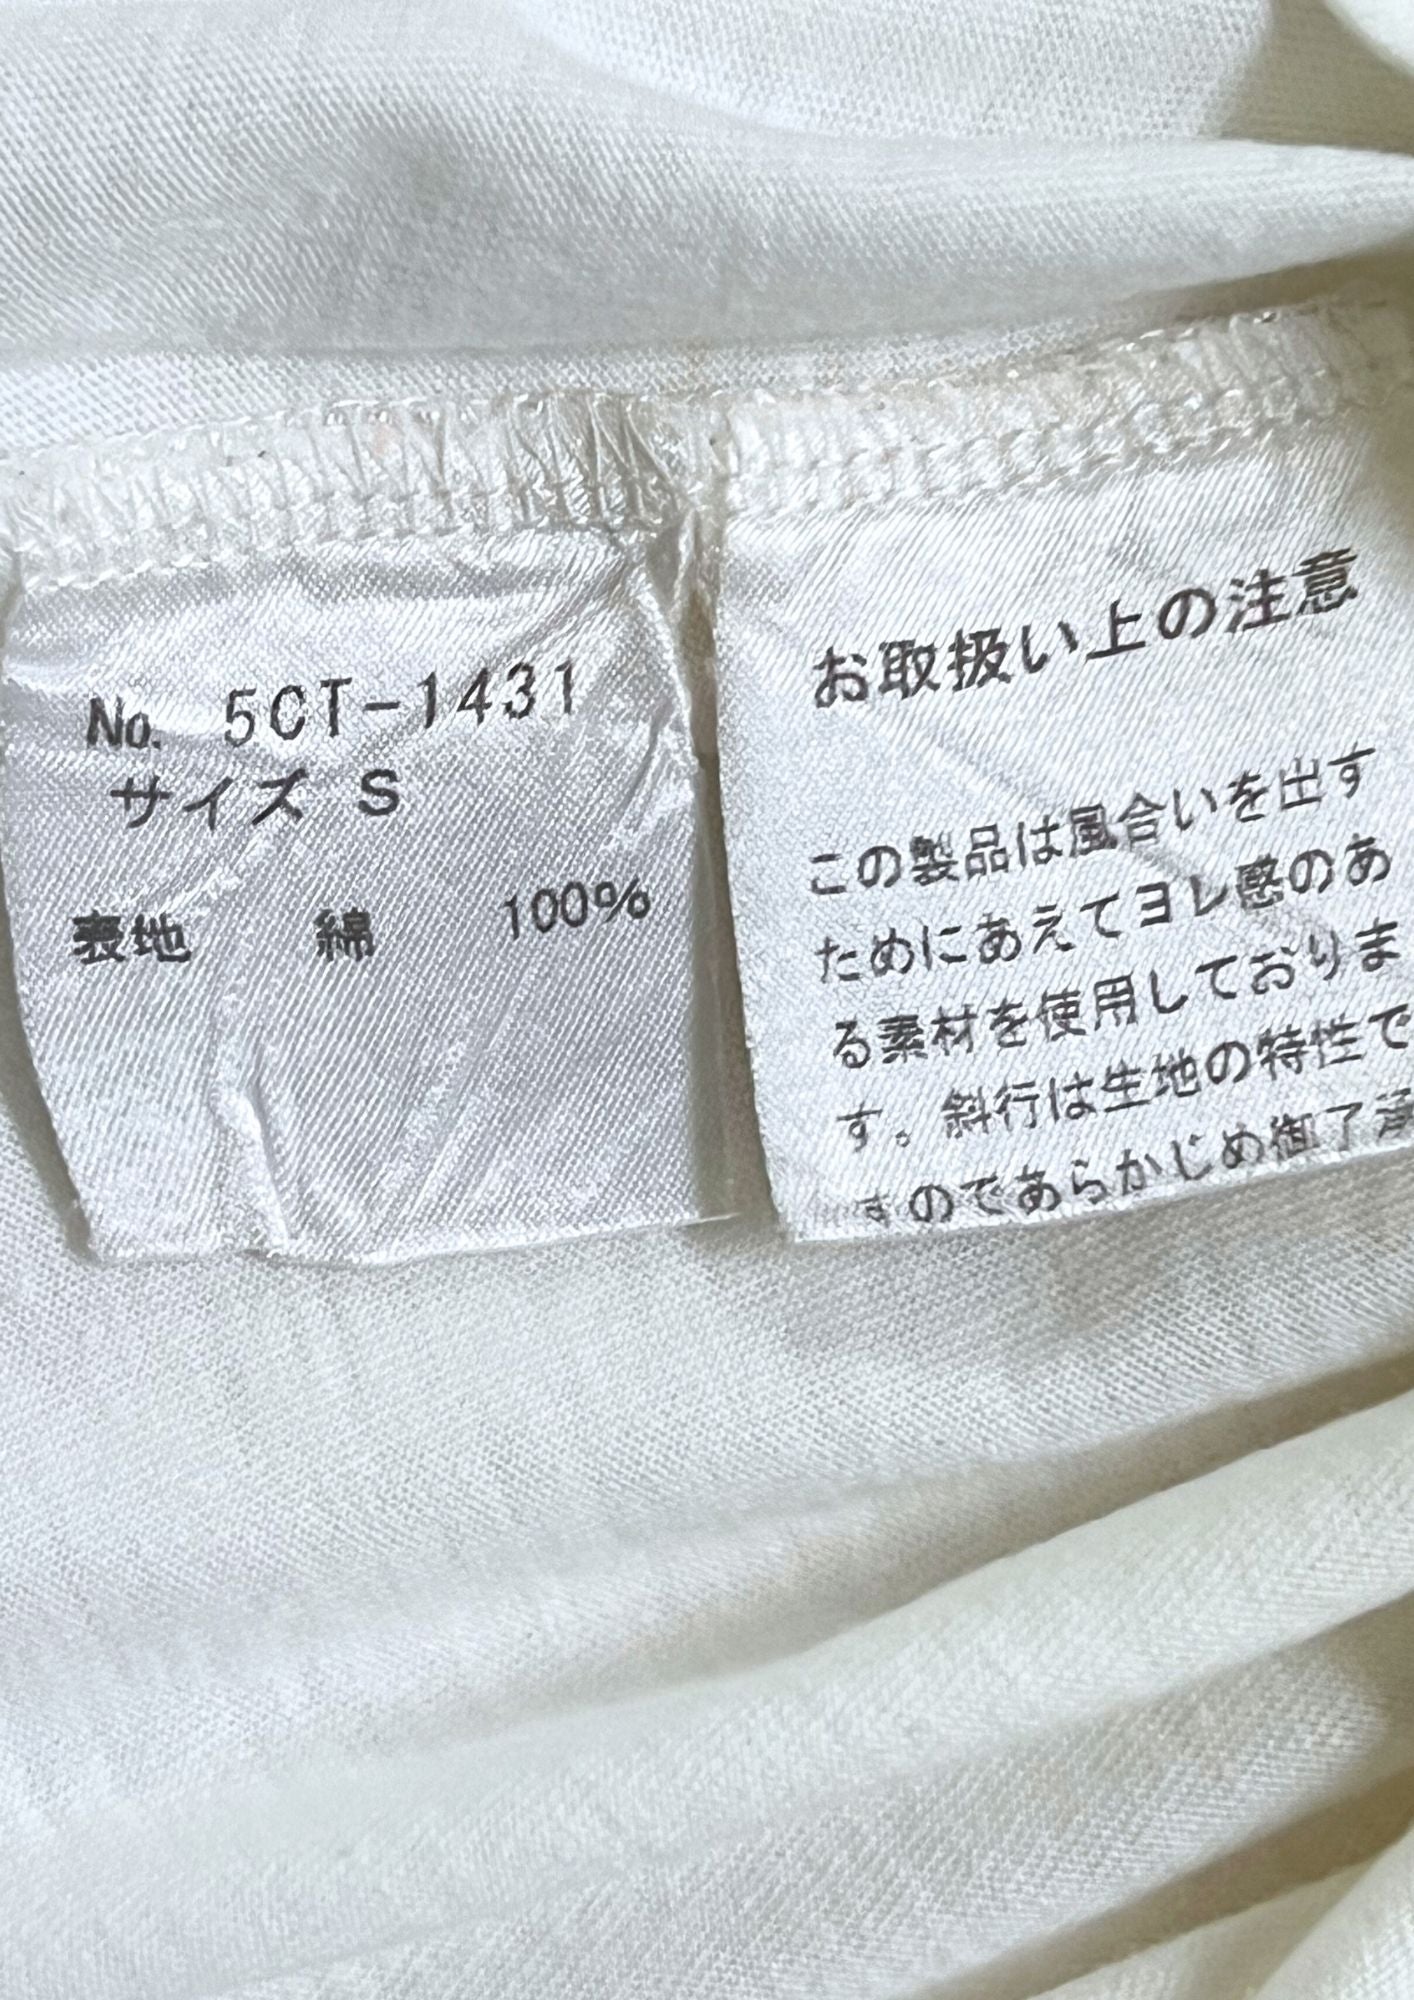 No. 5CT-1431
サイズ S
表地 綿 100%
お取扱い上の注意
この製品は風合いを出す
ためにあえてヨレ感のあ
る素材を使用しておりま
す。斜行は生地の特性で
すのであらかじめ御了承